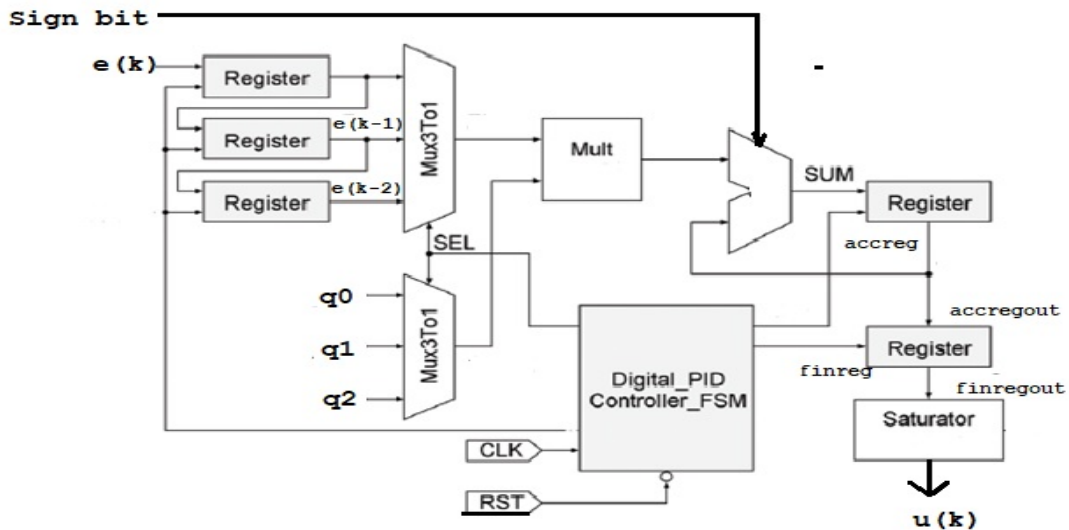 Sign bit
e(k)
Register
Register
Register
e(k-1)
e(k-2)
Mux3To1
SEL
q0
q1
q2
Mux3To1
Mult
-
SUM
Register
accreg
accregout
Register
finreg
finregout
Digital_PID
Controller_FSM
Saturator
CLK
RST
u(k)